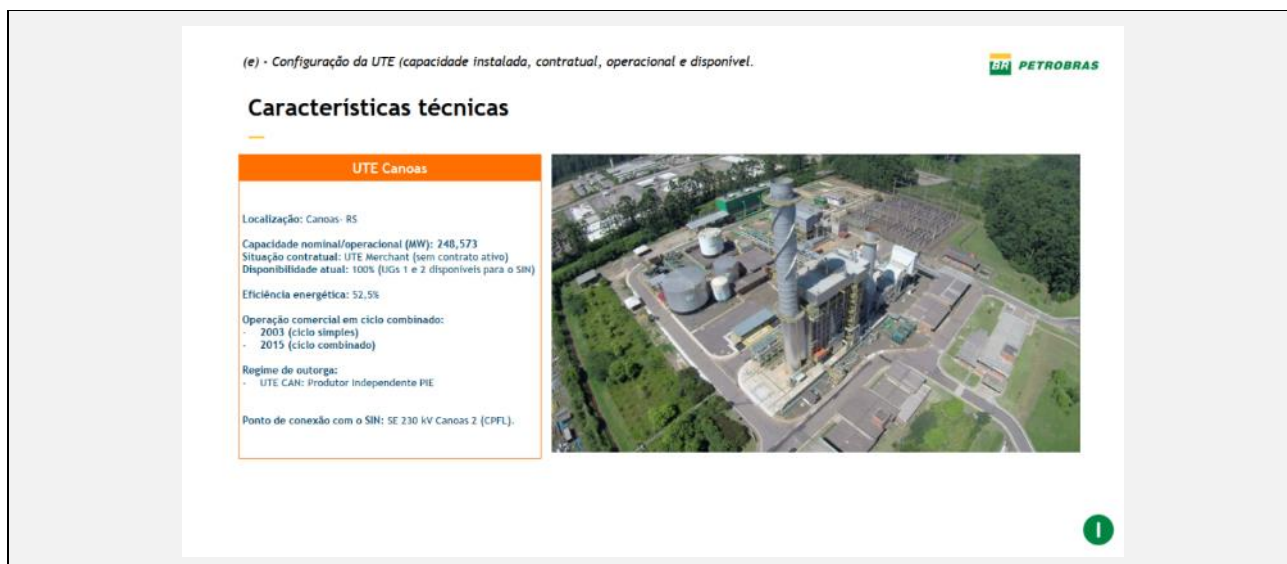 (e) - Configuração da UTE (capacidade instalada, contratual, operacional e disponível.
BR PETROBRAS
Características técnicas
UTE Canoas
Localização: Canoas- RS
Capacidade nominal/operacional (MW): 248,573
Situação contratual: UTE Merchant (sem contrato ativo)
Disponibilidade atual: 100% (UGs 1 e 2 disponíveis para o SIN)
Eficiência energética: 52,5%
Operação comercial em ciclo combinado:
- 2003 (ciclo simples)
- 2015 (ciclo combinado)
Regime de outorga:
- UTE CAN: Produtor Independente PIE
Ponto de conexão com o SIN: SE 230 kV Canoas 2 (CPFL).
I